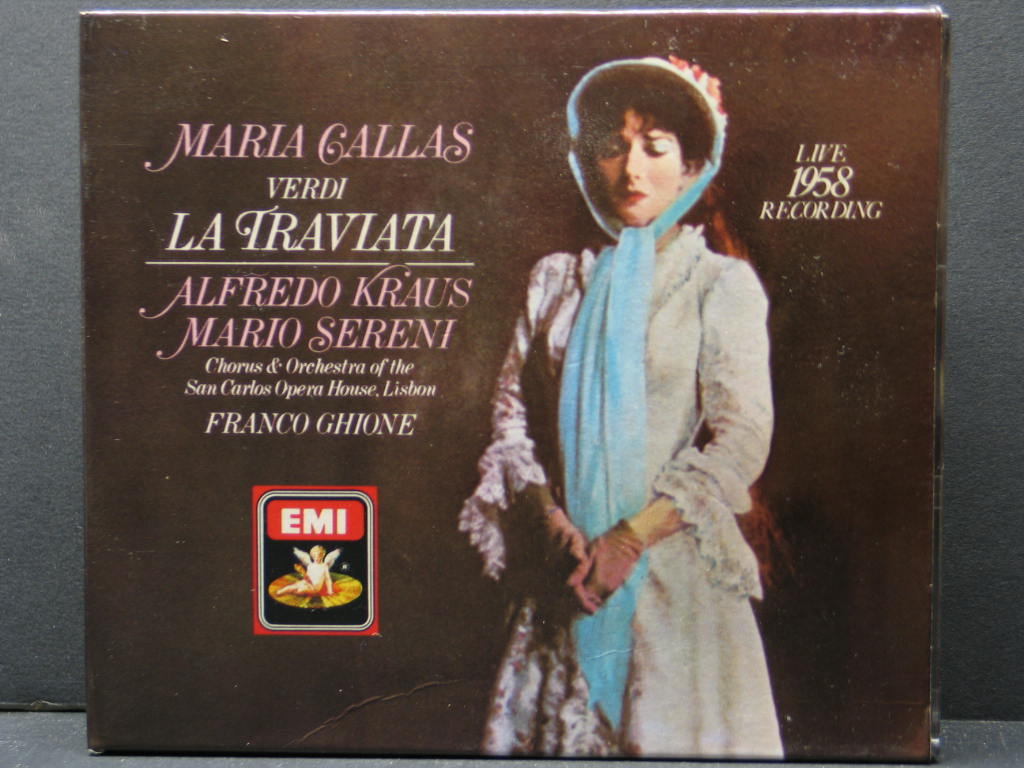 MARIA CALLAS
VERDI
LA TRAVIATA
ALFREDO KRAUS
MARIO SERENI
Chorus & Orchestra of the
San Carlos Opera House, Lisbon
FRANCO GHIONE
LIVE
1958
RECORDING
EMI